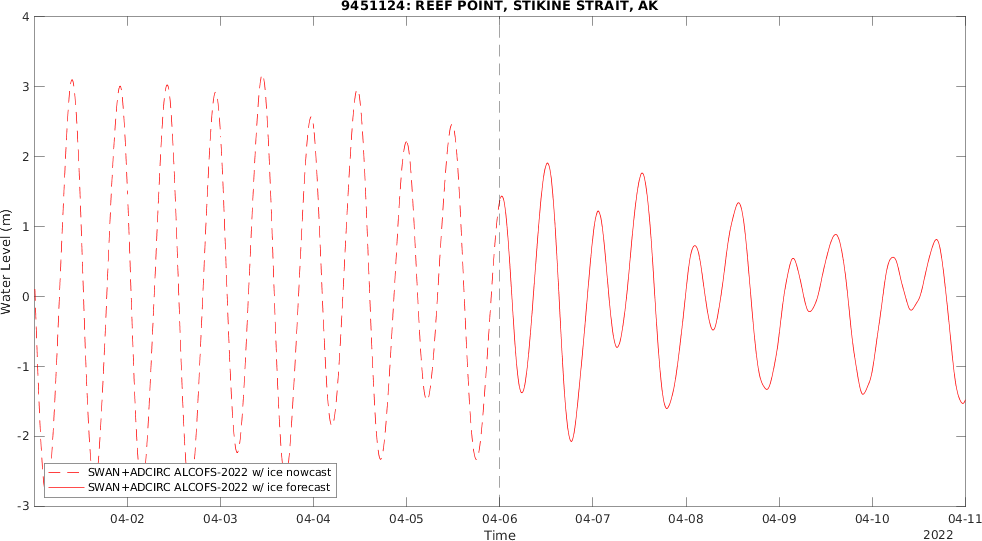 9451124: REEF POINT, STIKINE STRAIT, AK
4
3
2
1
0
-1
-2
-3
Water Level (m)
SWAN+ADCIRC ALCOFS-2022 w/ ice nowcast
SWAN+ADCIRC ALCOFS-2022 w/ ice forecast
04-02 04-03 04-04 04-05 04-06 04-07 04-08 04-09 04-10 04-11
Time
2022